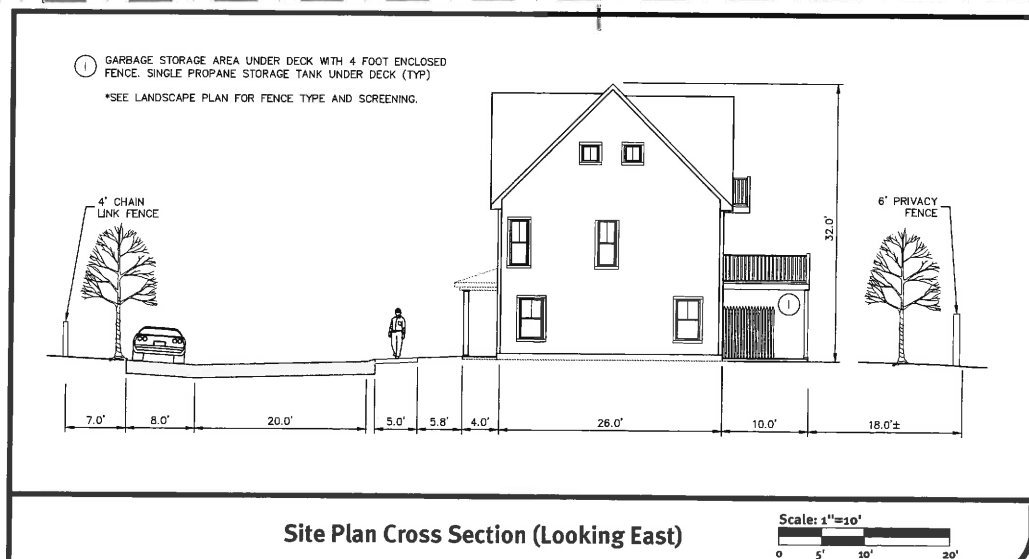 1 GARBAGE STORAGE AREA UNDER DECK WITH 4 FOOT ENCLOSED
FENCE. SINGLE PROPANE STORAGE TANK UNDER DECK (TYP)
*SEE LANDSCAPE PLAN FOR FENCE TYPE AND SCREENING.
4' CHAIN
LINK FENCE
6' PRIVACY
FENCE
32.0'
1
7.0' 8.0' 20.0' 5.0' 5.8' 4.0' 26.0' 10.0' 18.0'±
Site Plan Cross Section (Looking East)
Scale: 1"=10'
0 5' 10' 20'